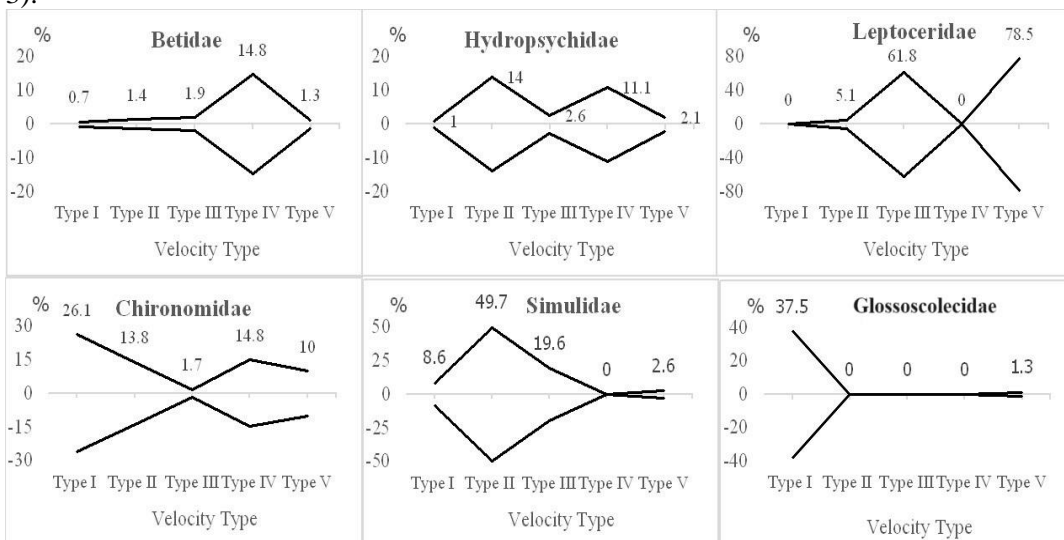 3).
Betidae
%
20
10
0
-10
-20
0.7 1.4 1.9 14.8 1.3
Type I Type II Type III Type IV Type V
Velocity Type
Hydropsychidae
%
20
10
0
-10
-20
1 14 2.6 11.1 2.1
Type I Type II Type III Type IV Type V
Velocity Type
Leptoceridae
%
80
40
0
-40
-80
0 5.1 61.8 0 78.5
Type I Type II Type III Type IV Type V
Velocity Type
Chironomidae
%
30
15
0
-15
-30
26.1 13.8 1.7 14.8 10
Type I Type II Type III Type IV Type V
Velocity Type
Simulidae
%
50
25
0
-25
-50
8.6 49.7 19.6 0 2.6
Type I Type II Type III Type IV Type V
Velocity Type
Glossoscolecidae
%
40
20
0
-20
-40
37.5 0 0 0 1.3
Type I Type II Type III Type IV Type V
Velocity Type